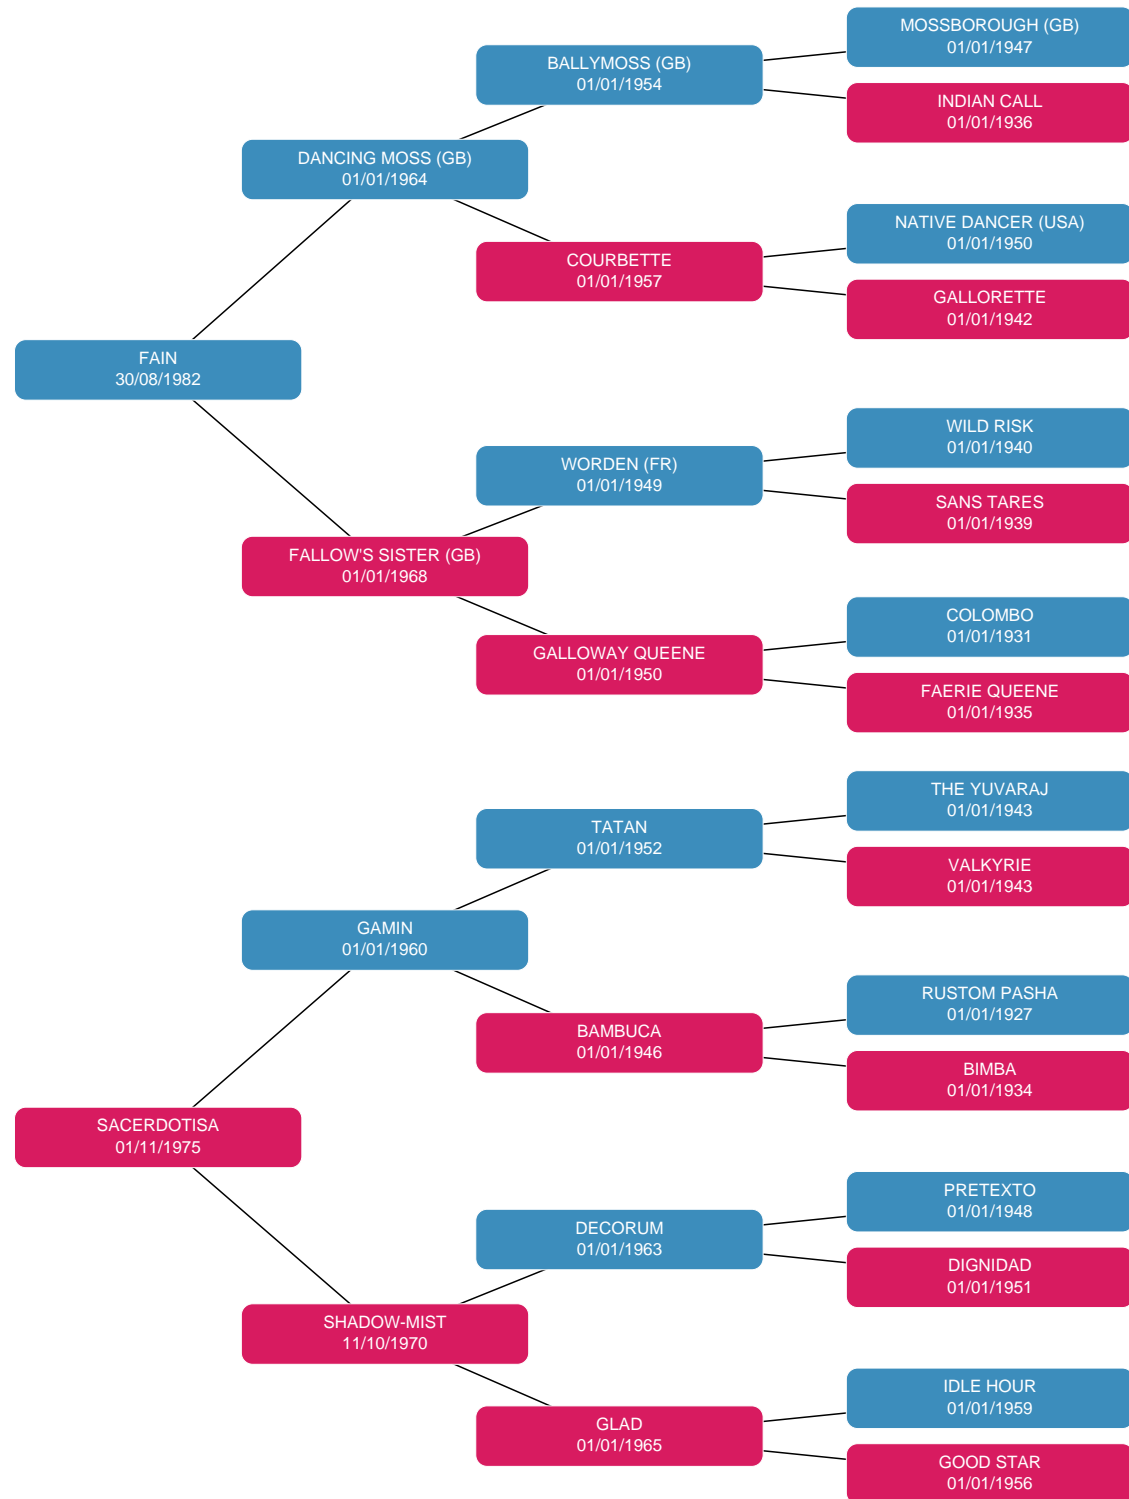 MOSSBOROUGH (GB)
01/01/1947
BALLYMOSS (GB)
01/01/1954
INDIAN CALL
01/01/1936
DANCING MOSS (GB)
01/01/1964
NATIVE DANCER (USA)
01/01/1950
COURBETTE
01/01/1957
GALLORETTE
01/01/1942
FAIN
30/08/1982
WILD RISK
01/01/1940
WORDEN (FR)
01/01/1949
SANS TARES
01/01/1939
FALLOW'S SISTER (GB)
01/01/1968
COLOMBO
01/01/1931
GALLOWAY QUEENE
01/01/1950
FAERIE QUEENE
01/01/1935
THE YUVARAJ
01/01/1943
TATAN
01/01/1952
VALKYRIE
01/01/1943
GAMIN
01/01/1960
RUSTOM PASHA
01/01/1927
BAMBUCA
01/01/1946
BIMBA
01/01/1934
SACERDOTISA
01/11/1975
PRETEXTO
01/01/1948
DECORUM
01/01/1963
DIGNIDAD
01/01/1951
SHADOW-MIST
11/10/1970
IDLE HOUR
01/01/1959
GLAD
01/01/1965
GOOD STAR
01/01/1956